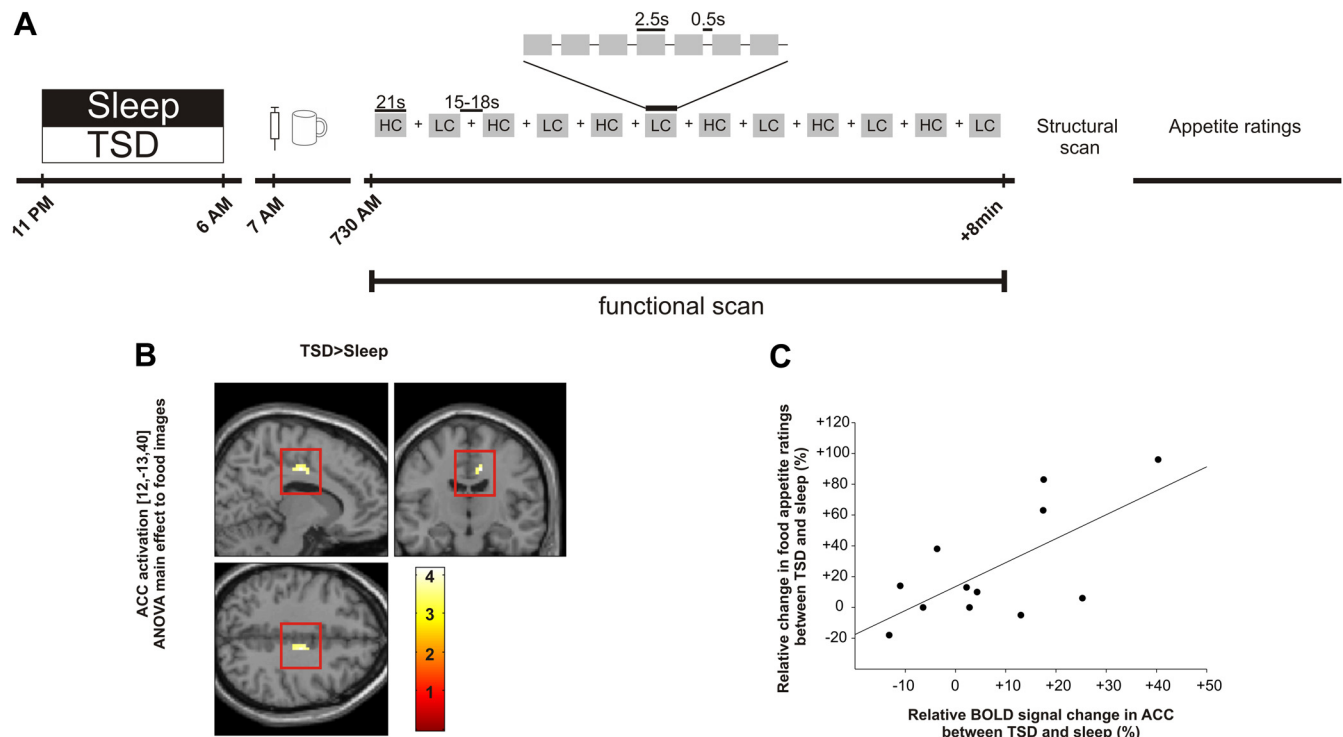 A
Sleep
TSD
2.5s 0.5s
21s 15-18s
HC + LC + HC + LC + HC + LC + HC + LC + HC + LC + HC + LC
Structural
scan
Appetite ratings
11 PM
6 AM
7 AM
730 AM
+8min
functional scan
B
TSD>Sleep
ACC activation [12,-13,40]
ANOVA main effect to food images
4
3
2
1
C
Relative change in food appetite ratings
between TSD and sleep (%)
+120
+100
+80
+60
+40
+20
0
-20
-10 0 +10 +20 +30 +40 +50
Relative BOLD signal change in ACC
between TSD and sleep (%)